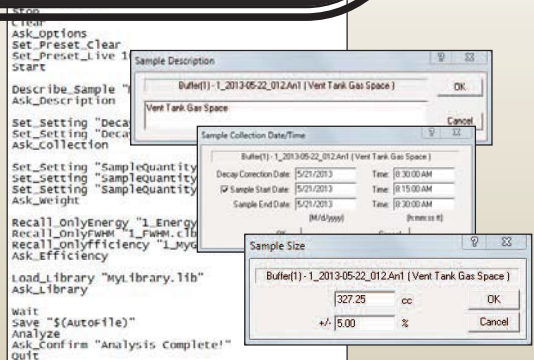 Stop
Clear
Ask_Options
Set_Preset_Clear
Set_Preset_Live
Start
Describe_Sample
Ask_Description
Set_Setting "Deca
Set_Setting "Deca
Ask_Collection
Set_Setting "SampleQuantity
Set_Setting "SampleQuantity
Set_Setting "SampleQuantity
Ask_Weight
Recall_OnlyEnergy "1_Energy
Recall_OnlyFWHM "1_FWHM.clb
Recall_Onlyfficiency "1_MyG
Ask_Efficiency
Load_Library "MyLibrary.lib"
Ask_Library
Wait
Save "$(AutoFile)"
Analyze
Ask_Confirm "Analysis Complete!"
Quit
Sample Description
Buffer(1) - 1_2013-05-22_012.An1 ( Vent Tank Gas Space )
OK
Vent Tank Gas Space
Cancel
Sample Collection Date/Time
Buffer(1) - 1_2013-05-22_012.An1 ( Vent Tank Gas Space )
Decay Correction Date: 5/21/2013 Time: 8:30:00 AM
Sample Start Date: 5/21/2013 Time: 8:15:00 AM
Sample End Date: 5/21/2013 Time: 8:30:00 AM
(M/d/yyyy) (h:mm:ss tt)
Sample Size
Buffer(1) - 1_2013-05-22_012.An1 ( Vent Tank Gas Space )
327.25 cc OK
+/- 5.00 % Cancel